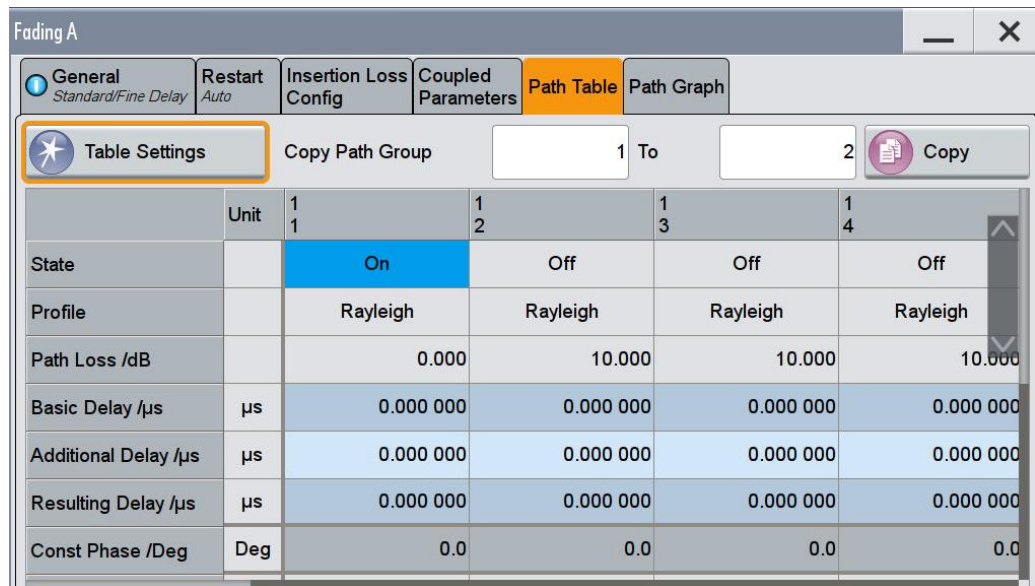 Fading A
General
Standard/Fine Delay
Restart
Auto
Insertion Loss
Config
Coupled
Parameters
Path Table
Path Graph
Table Settings
Copy Path Group
1
To
2
Copy
Unit
1
1
1
2
1
3
1
4
State On Off Off Off
Profile Rayleigh Rayleigh Rayleigh Rayleigh
Path Loss /dB 0.000 10.000 10.000 10.000
Basic Delay /µs µs 0.000 000 0.000 000 0.000 000 0.000 000
Additional Delay /µs µs 0.000 000 0.000 000 0.000 000 0.000 000
Resulting Delay /µs µs 0.000 000 0.000 000 0.000 000 0.000 000
Const Phase /Deg Deg 0.0 0.0 0.0 0.0